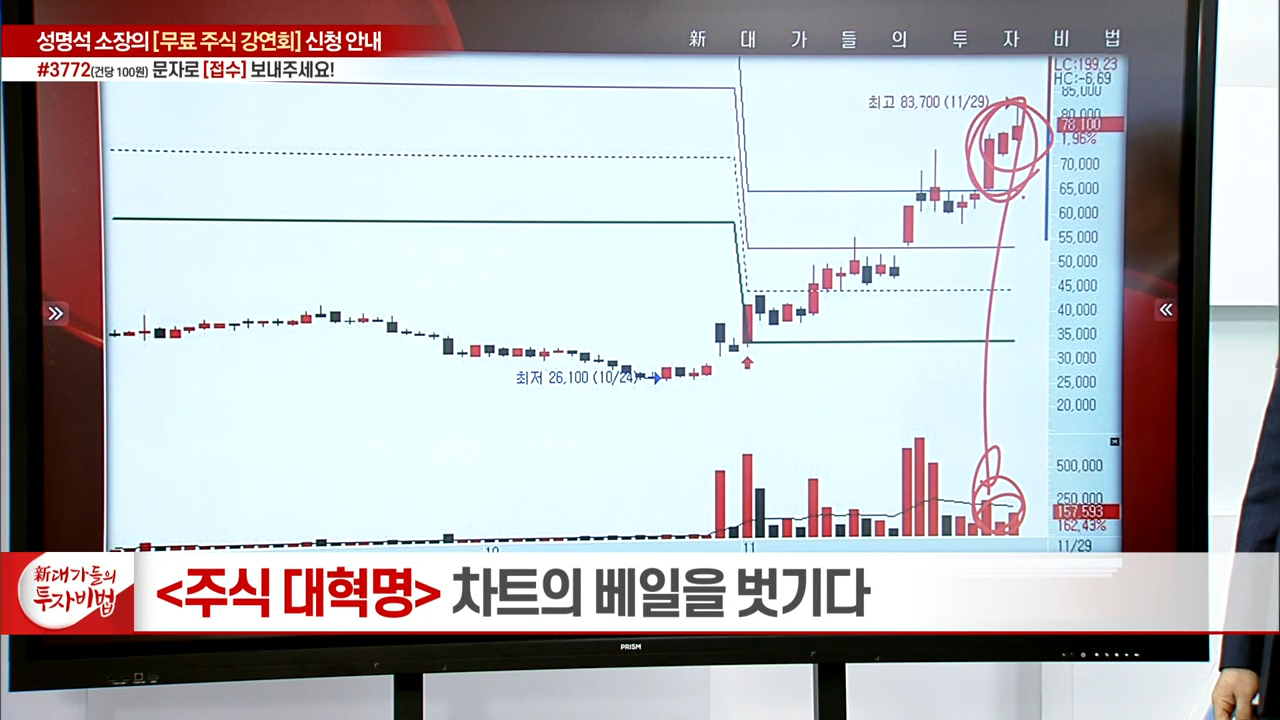 성명석 소장의 [무료 주식 강연회] 신청 안내
#3772(건당 100원) 문자로 [접수] 보내주세요!
新 대 가 들 의 투 자 비 법
LC:199,23
HC:-6,69
85,000
최고 83,700 (11/29)
80,000
78,100
1,96%
70,000
65,000
60,000
55,000
50,000
45,000
40,000
35,000
30,000
최저 26,100 (10/24)
25,000
20,000
500,000
250,000
157,593
162,43%
10
11
11/29
新대가들의
투자비법
<주식 대혁명> 차트의 베일을 벗기다
PRISM